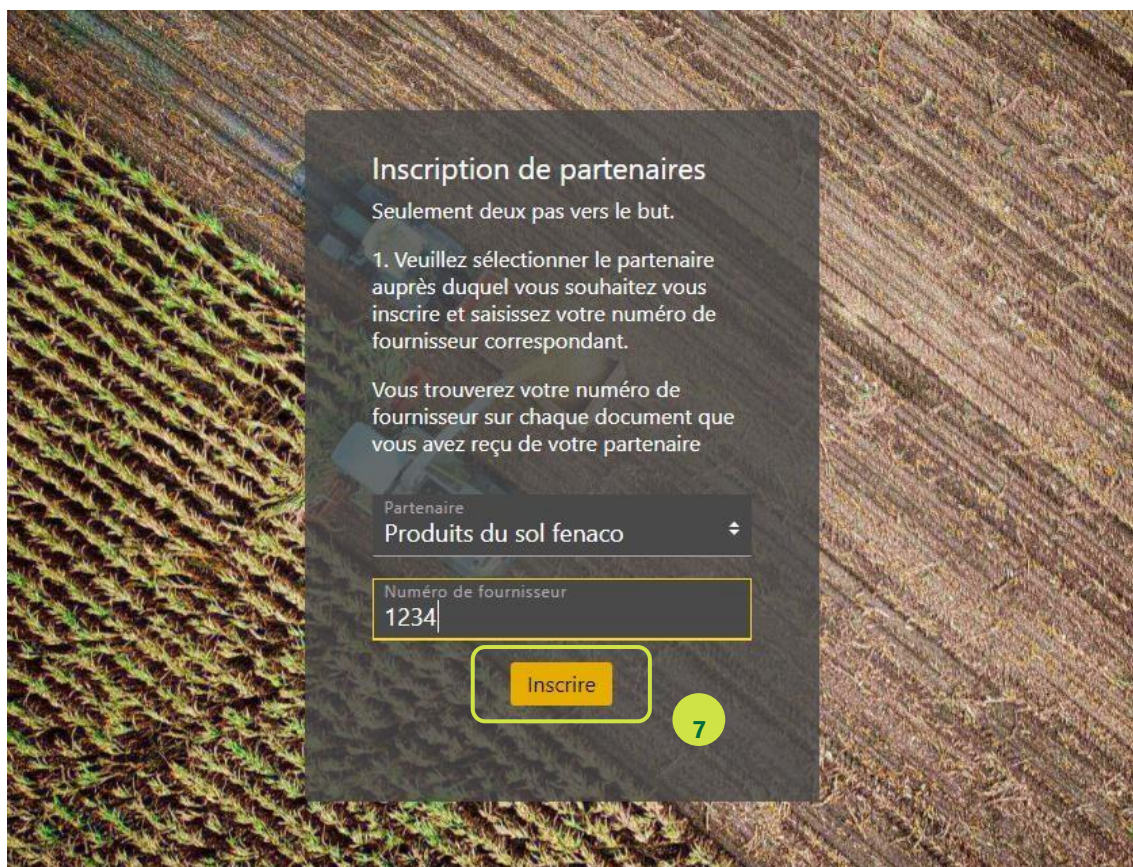 Inscription de partenaires
Seulement deux pas vers le but.
1. Veuillez sélectionner le partenaire
auprès duquel vous souhaitez vous
inscrire et saisissez votre numéro de
fournisseur correspondant.
Vous trouverez votre numéro de
fournisseur sur chaque document que
vous avez reçu de votre partenaire
Partenaire
Produits du sol fenaco
Numéro de fournisseur
1234
Inscrire
7